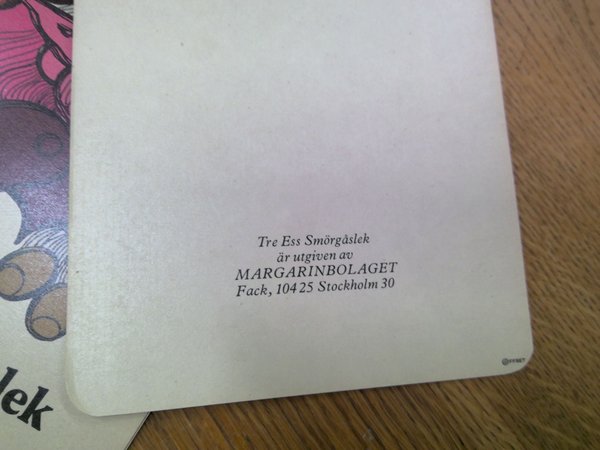 Tre Ess Smörgåslek
är utgiven av
MARGARINBOLAGET
Fack, 104 25 Stockholm 30
lek